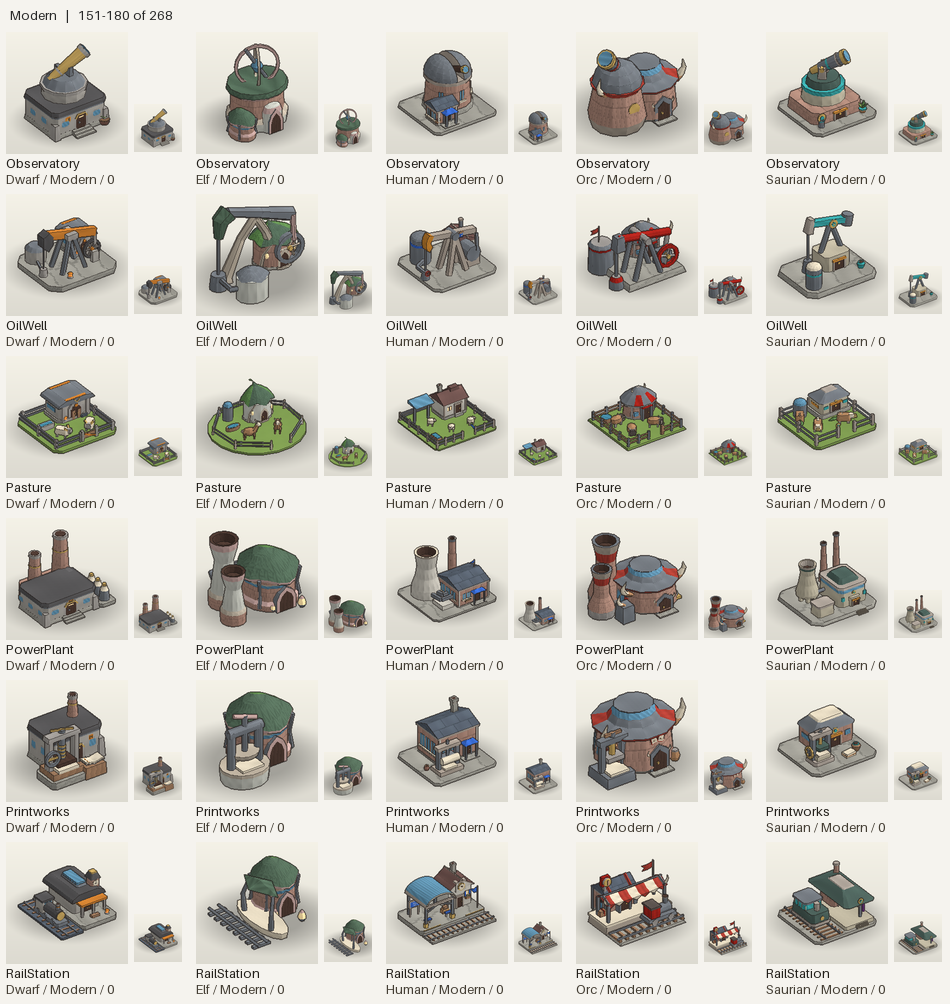 Modern | 151-180 of 268
Observatory
Dwarf / Modern / 0
Observatory
Elf / Modern / 0
Observatory
Human / Modern / 0
Observatory
Orc / Modern / 0
Observatory
Saurian / Modern / 0
OilWell
Dwarf / Modern / 0
OilWell
Elf / Modern / 0
OilWell
Human / Modern / 0
OilWell
Orc / Modern / 0
OilWell
Saurian / Modern / 0
Pasture
Dwarf / Modern / 0
Pasture
Elf / Modern / 0
Pasture
Human / Modern / 0
Pasture
Orc / Modern / 0
Pasture
Saurian / Modern / 0
PowerPlant
Dwarf / Modern / 0
PowerPlant
Elf / Modern / 0
PowerPlant
Human / Modern / 0
PowerPlant
Orc / Modern / 0
PowerPlant
Saurian / Modern / 0
Printworks
Dwarf / Modern / 0
Printworks
Elf / Modern / 0
Printworks
Human / Modern / 0
Printworks
Orc / Modern / 0
Printworks
Saurian / Modern / 0
RailStation
Dwarf / Modern / 0
RailStation
Elf / Modern / 0
RailStation
Human / Modern / 0
RailStation
Orc / Modern / 0
RailStation
Saurian / Modern / 0